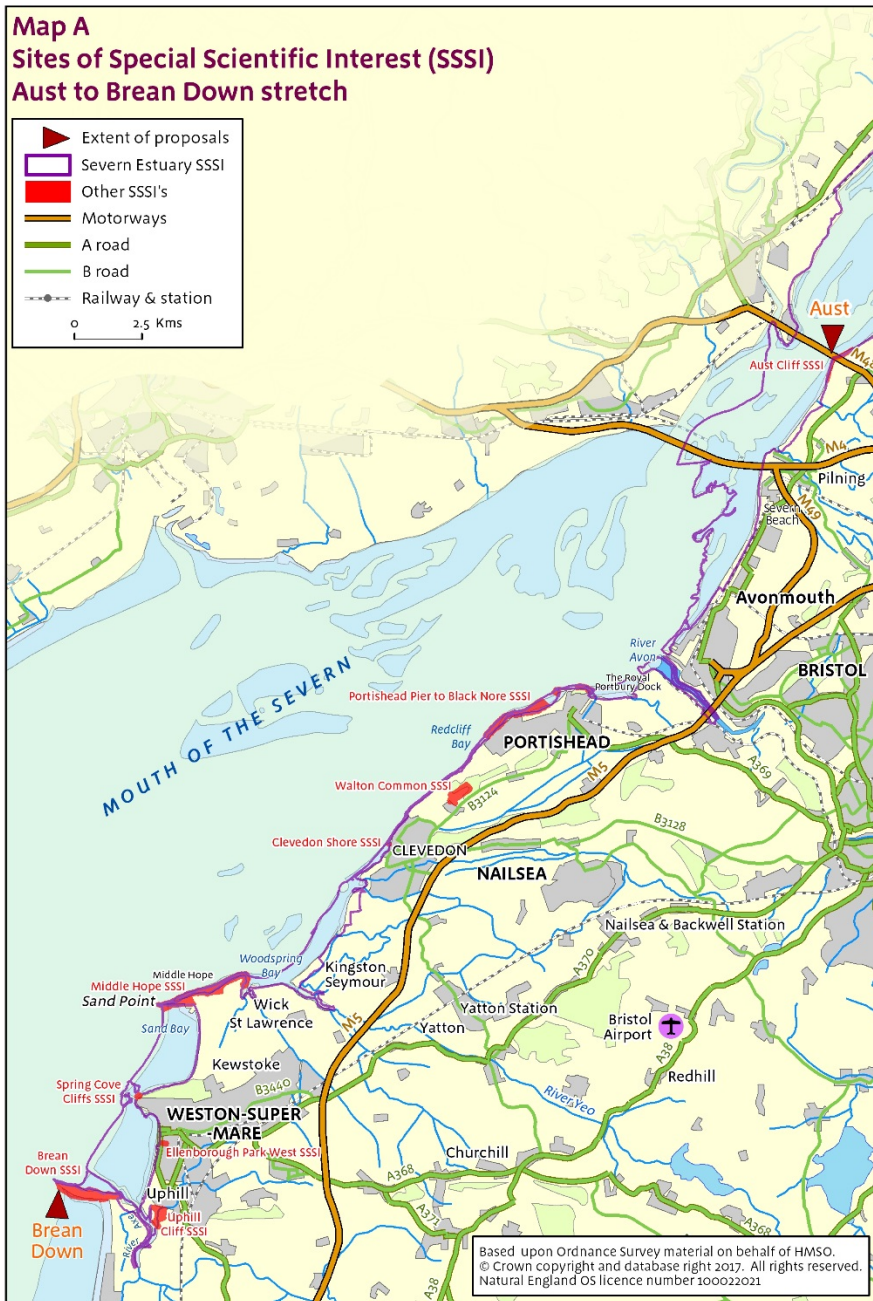 Map A
Sites of Special Scientific Interest (SSSI)
Aust to Brean Down stretch
Extent of proposals
Severn Estuary SSSI
Other SSSI's
Motorways
A road
B road
Railway & station
0 2.5 Kms
Aust
Aust Cliff SSSI
M48
M4
Pilning
M49
Severn
Beach
Avonmouth
River
Avon
BRISTOL
The Royal
Portbury Dock
Portishead Pier to Black Nore SSSI
MOUTH OF THE SEVERN
Redcliff
Bay
PORTISHEAD
M5
A369
Walton Common SSSI
B3124
B3128
Clevedon Shore SSSI
CLEVEDON
NAILSEA
Nailsea & Backwell Station
Woodspring
Bay
Kingston
Seymour
A370
Middle Hope
Middle Hope SSSI
Sand Point
Wick
St Lawrence
M5
Yatton Station
Yatton
Bristol
Airport
A38
Sand Bay
Kewstoke
Redhill
B3440
Spring Cove
Cliffs SSSI
WESTON-SUPER
-MARE
River Yeo
Ellenborough Park West SSSI
Churchill
Brean
Down SSSI
A368
Uphill
A371
A368
Uphill
Cliff SSSI
River Axe
Brean
Down
A38
Based upon Ordnance Survey material on behalf of HMSO.
© Crown copyright and database right 2017. All rights reserved.
Natural England OS licence number 100022021